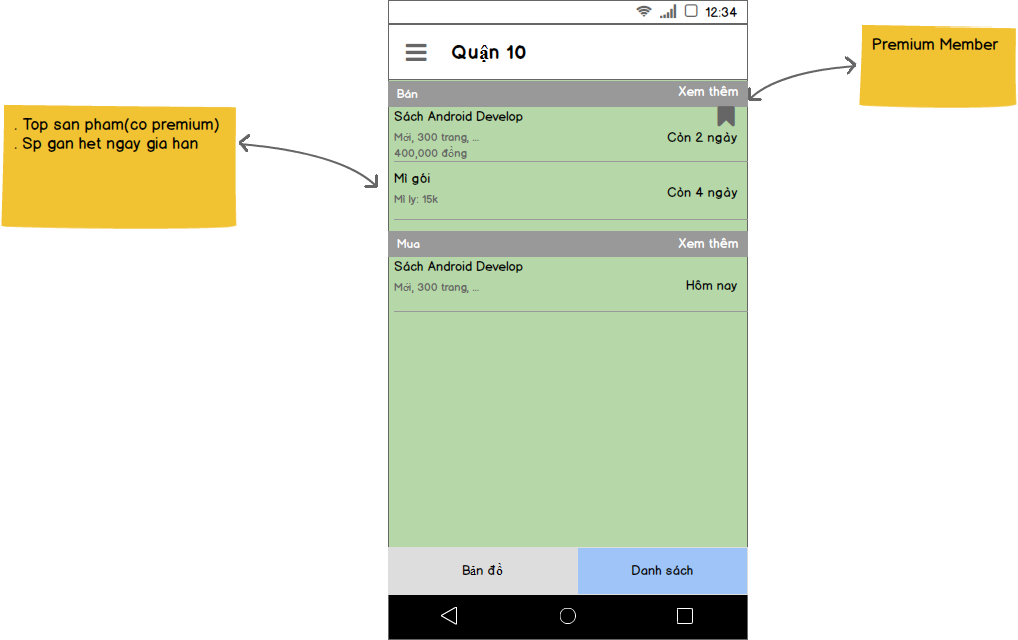 12:34
Quận 10
Premium Member
Bán
Xem thêm
. Top san pham(co premium)
. Sp gan het ngay gia han
Sách Android Develop
Mới, 300 trang, ...
400,000 đồng
Còn 2 ngày
Mì gói
Mì ly: 15k
Còn 4 ngày
Mua
Xem thêm
Sách Android Develop
Mới, 300 trang, ...
Hôm nay
Bản đồ
Danh sách